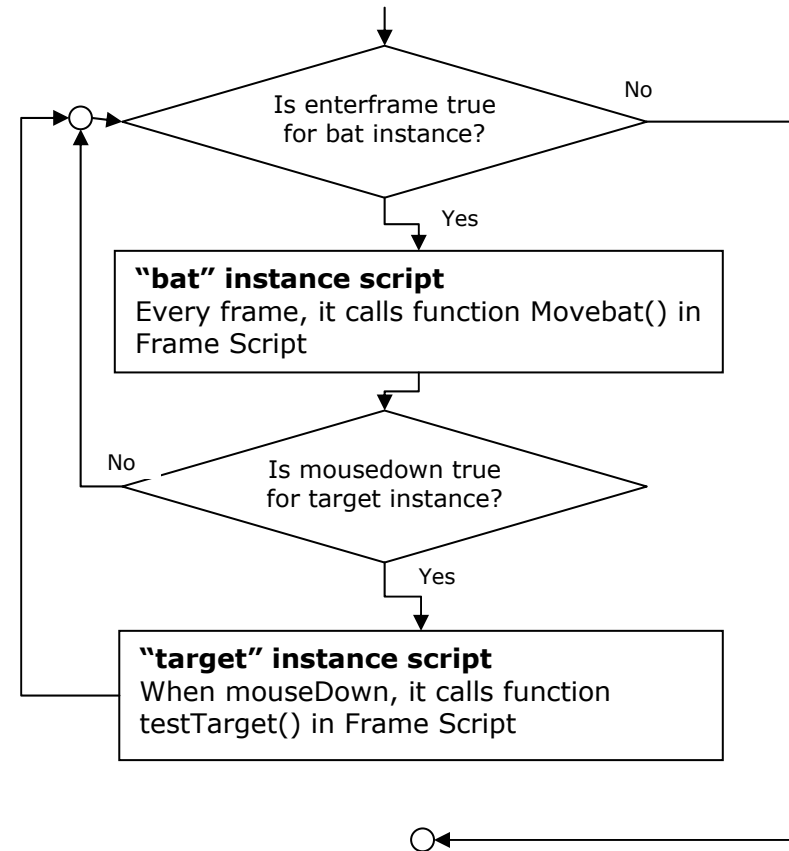 Is enterframe true
for bat instance?
No
Yes
“bat” instance script
Every frame, it calls function Movebat() in
Frame Script
No
Is mousedown true
for target instance?
Yes
“target” instance script
When mouseDown, it calls function
testTarget() in Frame Script